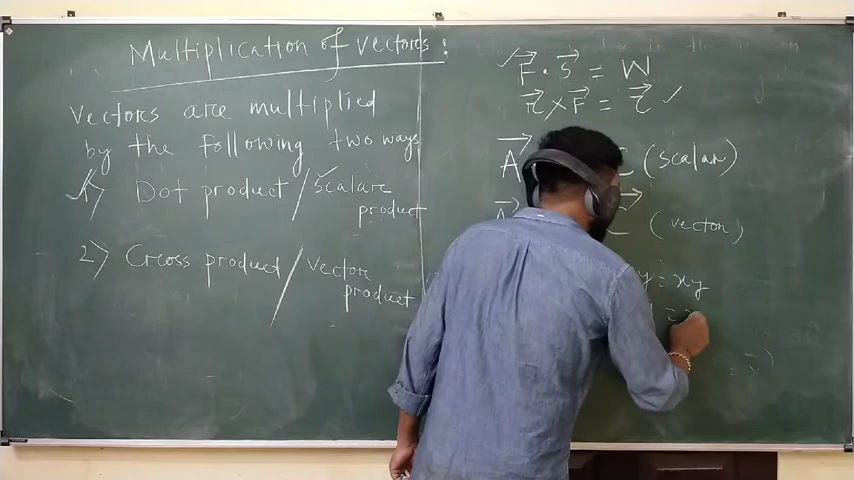 Multiplication of vectors :
Vectors are multiplied
by the following two ways
1> Dot product / Scalare
product
2> Cross product / Vector
product
F⃗ . S⃗ = W
r⃗ × F⃗ = τ⃗ ✓
A⃗ C (scalar)
A⃗ C⃗ (vector)
y = xy
= x